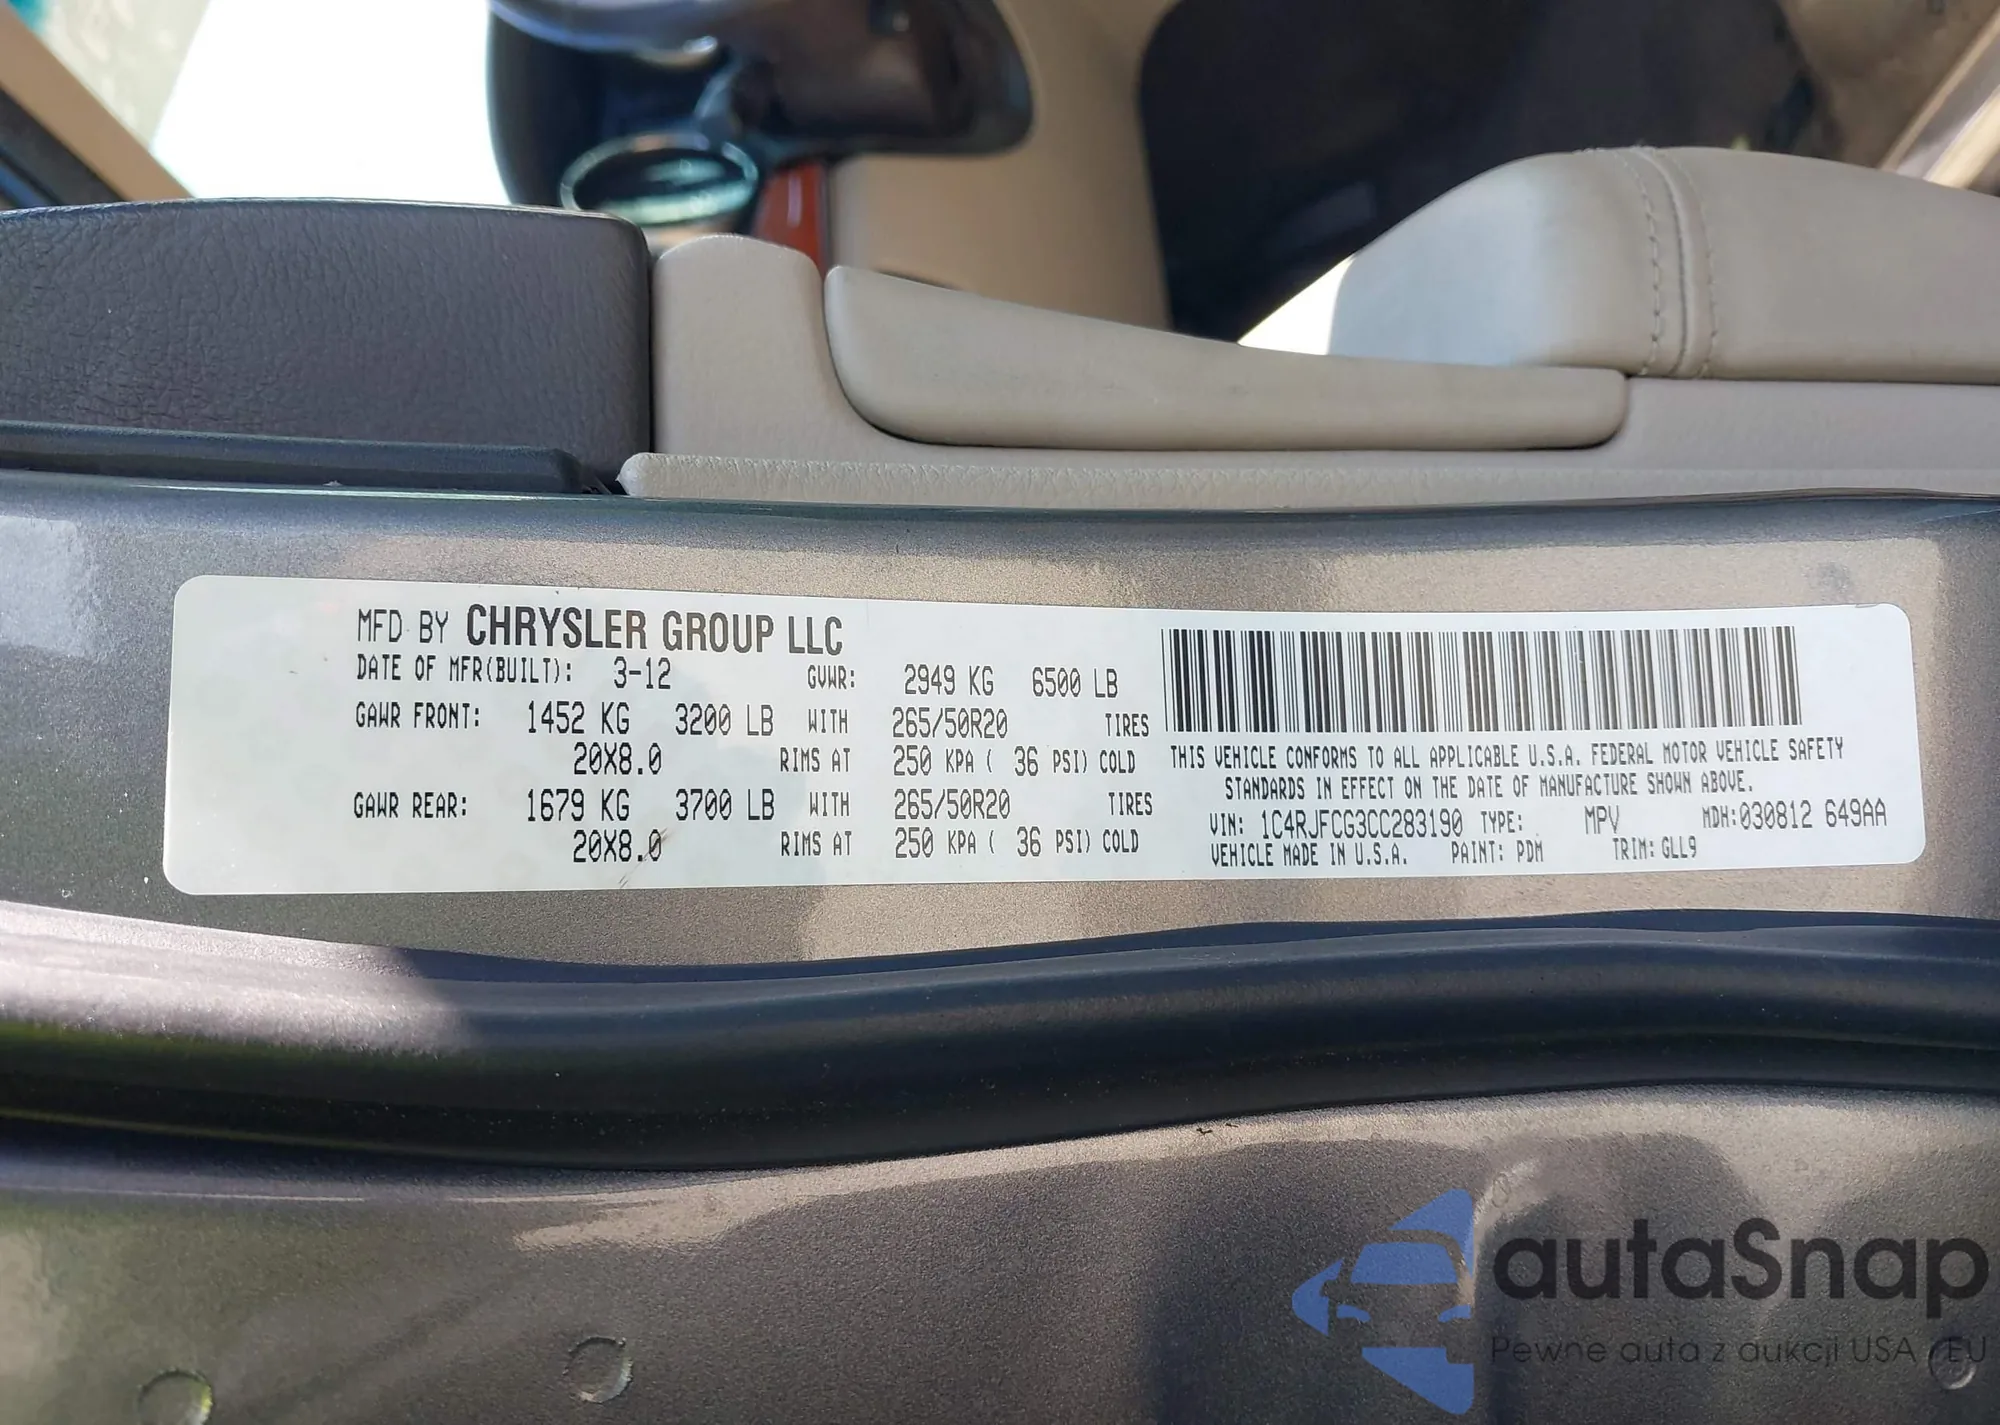 MFD BY CHRYSLER GROUP LLC
DATE OF MFR(BUILT): 3-12 GVWR: 2949 KG 6500 LB
GAWR FRONT: 1452 KG 3200 LB WITH 265/50R20 TIRES
20X8.0 RIMS AT 250 KPA ( 36 PSI) COLD
GAWR REAR: 1679 KG 3700 LB WITH 265/50R20 TIRES
20X8.0 RIMS AT 250 KPA ( 36 PSI) COLD
THIS VEHICLE CONFORMS TO ALL APPLICABLE U.S.A. FEDERAL MOTOR VEHICLE SAFETY
STANDARDS IN EFFECT ON THE DATE OF MANUFACTURE SHOWN ABOVE.
VIN: 1C4RJFCG3CC283190 TYPE: MPV MDH:030812 649AA
VEHICLE MADE IN U.S.A. PAINT: PDM TRIM: GLL9
autaSnap
Pewne auta z aukcji USA / EU